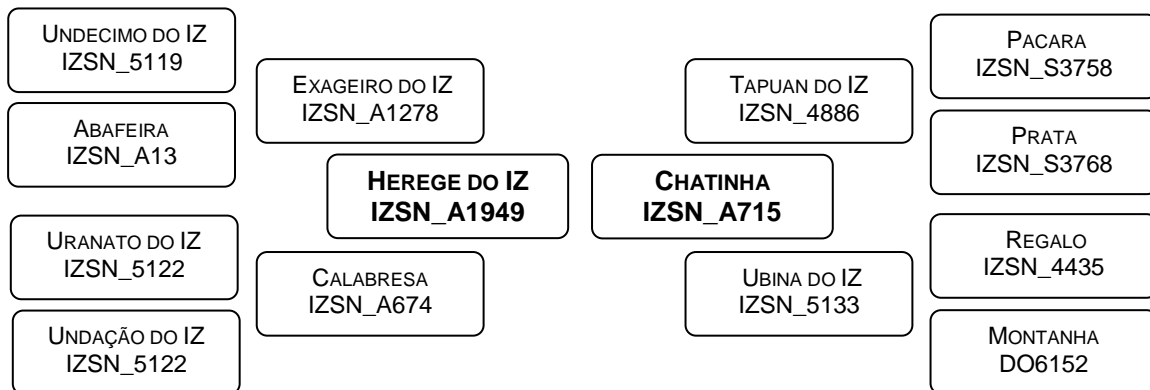 UNDECIMO DO IZ
IZSN_5119
ABAFEIRA
IZSN_A13
URANATO DO IZ
IZSN_5122
UNDAÇÃO DO IZ
IZSN_5122
EXAGEIRO DO IZ
IZSN_A1278
CALABRESA
IZSN_A674
HEREGE DO IZ
IZSN_A1949
CHATINHA
IZSN_A715
TAPUAN DO IZ
IZSN_4886
UBINA DO IZ
IZSN_5133
PACARA
IZSN_S3758
PRATA
IZSN_S3768
REGALO
IZSN_4435
MONTANHA
DO6152